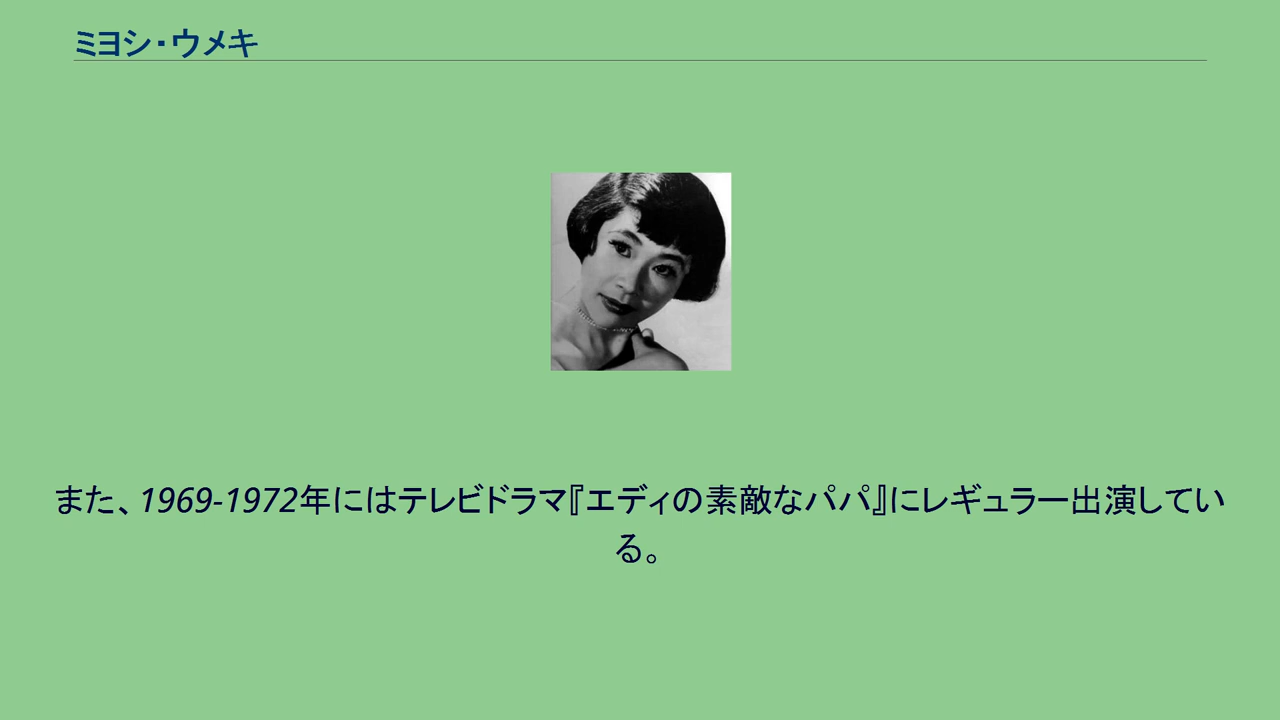 ミヨシ・ウメキ
また、1969-1972年にはテレビドラマ『エディの素敵なパパ』にレギュラー出演してい
る。